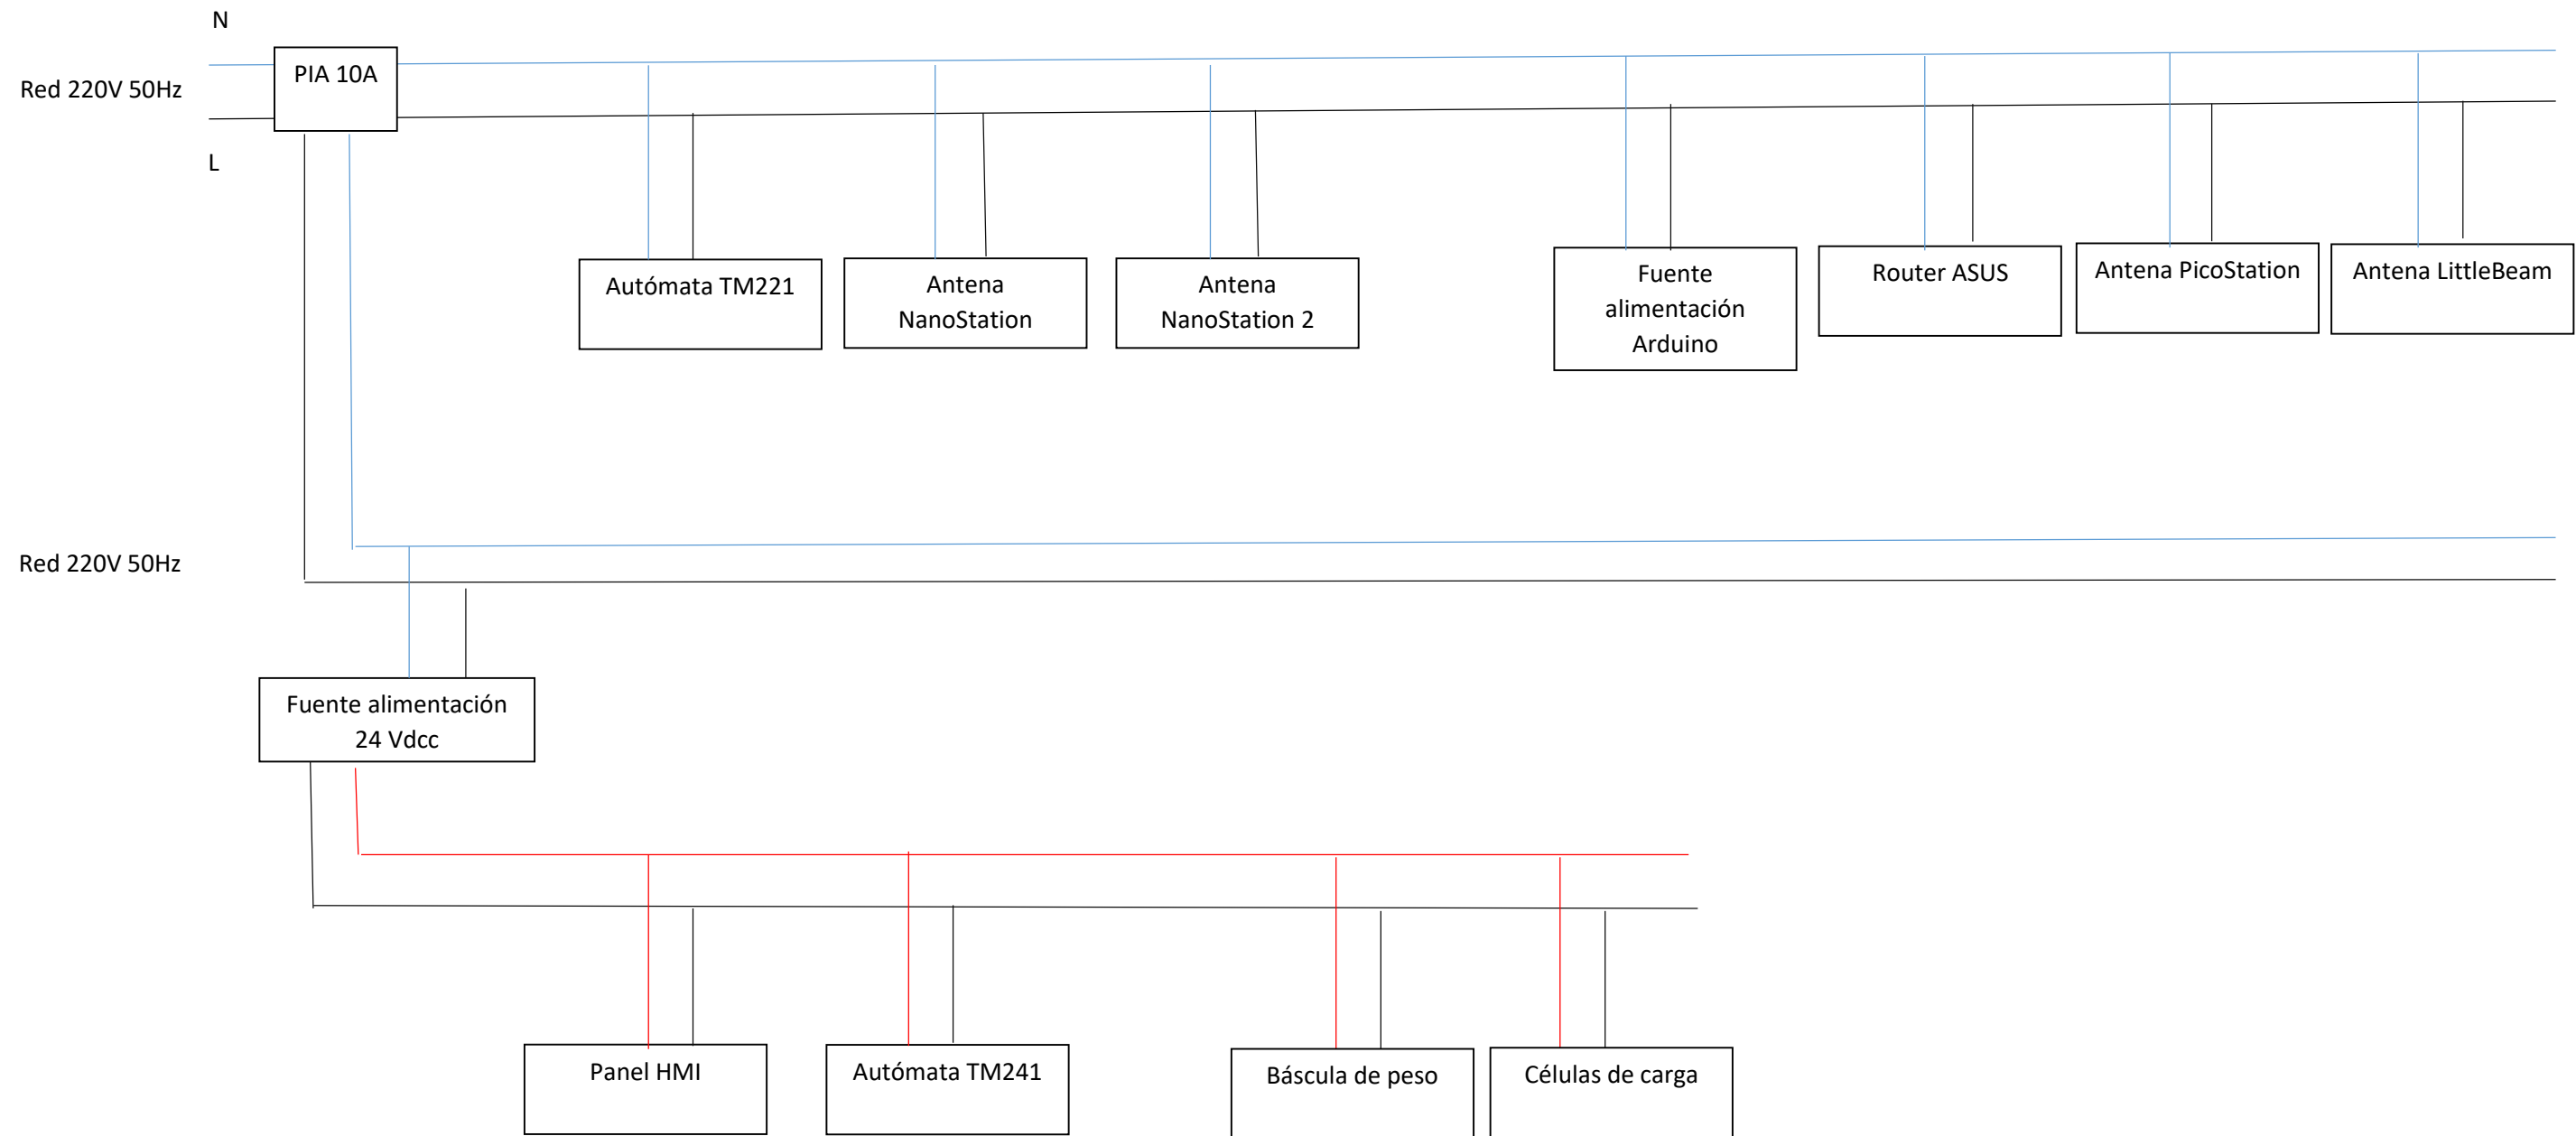 N
PIA 10A
Red 220V 50Hz
L
Autómata TM221
Antena
NanoStation
Antena
NanoStation 2
Fuente
alimentación
Arduino
Router ASUS
Antena PicoStation
Antena LittleBeam
Red 220V 50Hz
Fuente alimentación
24 Vdcc
Panel HMI
Autómata TM241
Báscula de peso
Células de carga